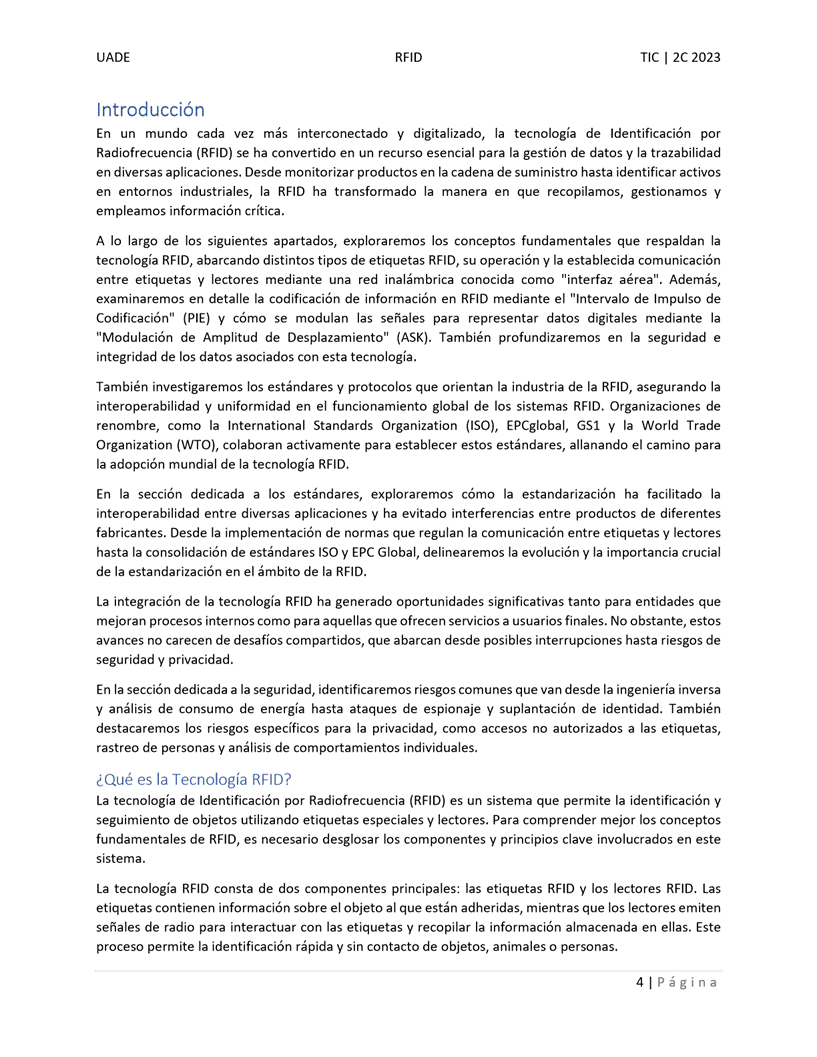 UADE RFID TIC | 2C 2023
Introducción
En un mundo cada vez más interconectado y digitalizado, la tecnología de Identificación por
Radiofrecuencia (RFID) se ha convertido en un recurso esencial para la gestión de datos y la trazabilidad
en diversas aplicaciones. Desde monitorizar productos en la cadena de suministro hasta identificar activos
en entornos industriales, la RFID ha transformado la manera en que recopilamos, gestionamos y
empleamos información crítica.
A lo largo de los siguientes apartados, exploraremos los conceptos fundamentales que respaldan la
tecnología RFID, abarcando distintos tipos de etiquetas RFID, su operación y la establecida comunicación
entre etiquetas y lectores mediante una red inalámbrica conocida como "interfaz aérea". Además,
examinaremos en detalle la codificación de información en RFID mediante el "Intervalo de Impulso de
Codificación" (PIE) y cómo se modulan las señales para representar datos digitales mediante la
"Modulación de Amplitud de Desplazamiento" (ASK). También profundizaremos en la seguridad e
integridad de los datos asociados con esta tecnología.
También investigaremos los estándares y protocolos que orientan la industria de la RFID, asegurando la
interoperabilidad y uniformidad en el funcionamiento global de los sistemas RFID. Organizaciones de
renombre, como la International Standards Organization (ISO), EPCglobal, GS1 y la World Trade
Organization (WTO), colaboran activamente para establecer estos estándares, allanando el camino para
la adopción mundial de la tecnología RFID.
En la sección dedicada a los estándares, exploraremos cómo la estandarización ha facilitado la
interoperabilidad entre diversas aplicaciones y ha evitado interferencias entre productos de diferentes
fabricantes. Desde la implementación de normas que regulan la comunicación entre etiquetas y lectores
hasta la consolidación de estándares ISO y EPC Global, delinearemos la evolución y la importancia crucial
de la estandarización en el ámbito de la RFID.
La integración de la tecnología RFID ha generado oportunidades significativas tanto para entidades que
mejoran procesos internos como para aquellas que ofrecen servicios a usuarios finales. No obstante, estos
avances no carecen de desafíos compartidos, que abarcan desde posibles interrupciones hasta riesgos de
seguridad y privacidad.
En la sección dedicada a la seguridad, identificaremos riesgos comunes que van desde la ingeniería inversa
y análisis de consumo de energía hasta ataques de espionaje y suplantación de identidad. También
destacaremos los riesgos específicos para la privacidad, como accesos no autorizados a las etiquetas,
rastreo de personas y análisis de comportamientos individuales.
¿Qué es la Tecnología RFID?
La tecnología de Identificación por Radiofrecuencia (RFID) es un sistema que permite la identificación y
seguimiento de objetos utilizando etiquetas especiales y lectores. Para comprender mejor los conceptos
fundamentales de RFID, es necesario desglosar los componentes y principios clave involucrados en este
sistema.
La tecnología RFID consta de dos componentes principales: las etiquetas RFID y los lectores RFID. Las
etiquetas contienen información sobre el objeto al que están adheridas, mientras que los lectores emiten
señales de radio para interactuar con las etiquetas y recopilar la información almacenada en ellas. Este
proceso permite la identificación rápida y sin contacto de objetos, animales o personas.
4 | Página